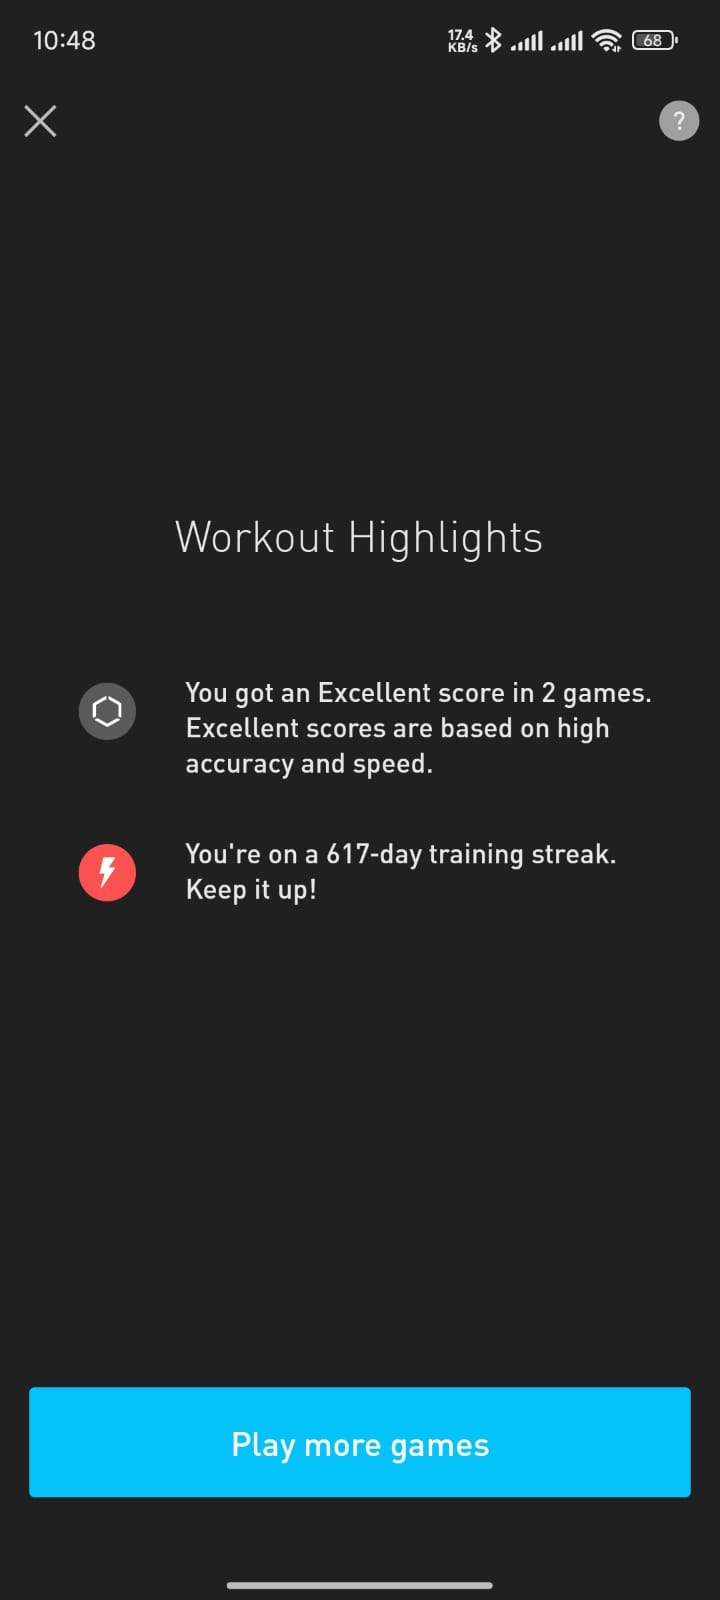 10:48
17.4
KB/s
68
?
Workout Highlights
You got an Excellent score in 2 games.
Excellent scores are based on high
accuracy and speed.
You're on a 617-day training streak.
Keep it up!
Play more games